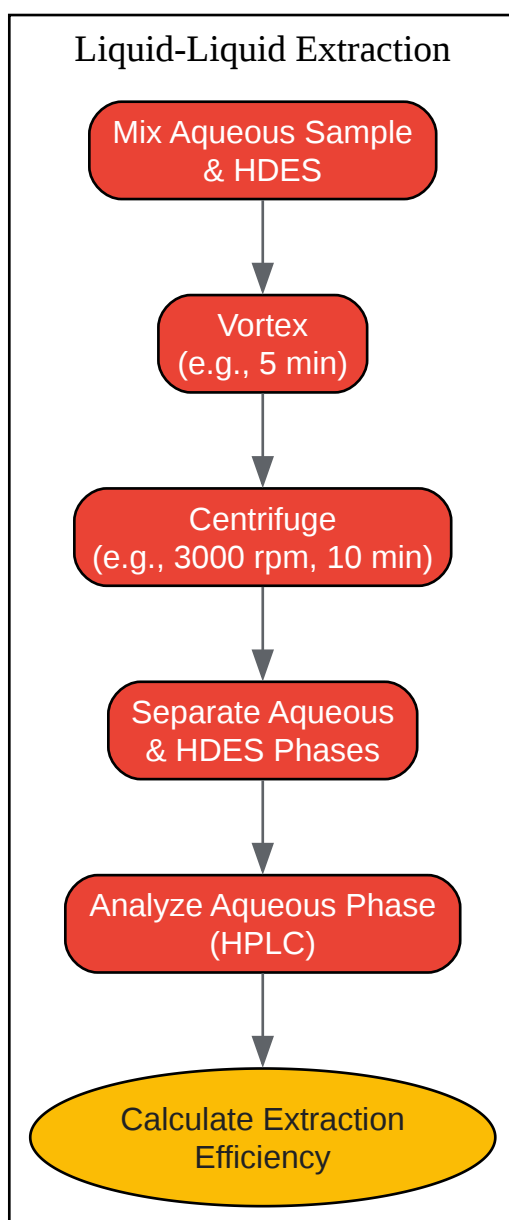 Liquid-Liquid Extraction
Mix Aqueous Sample
& HDES
Vortex
(e.g., 5 min)
Centrifuge
(e.g., 3000 rpm, 10 min)
Separate Aqueous
& HDES Phases
Analyze Aqueous Phase
(HPLC)
Calculate Extraction
Efficiency